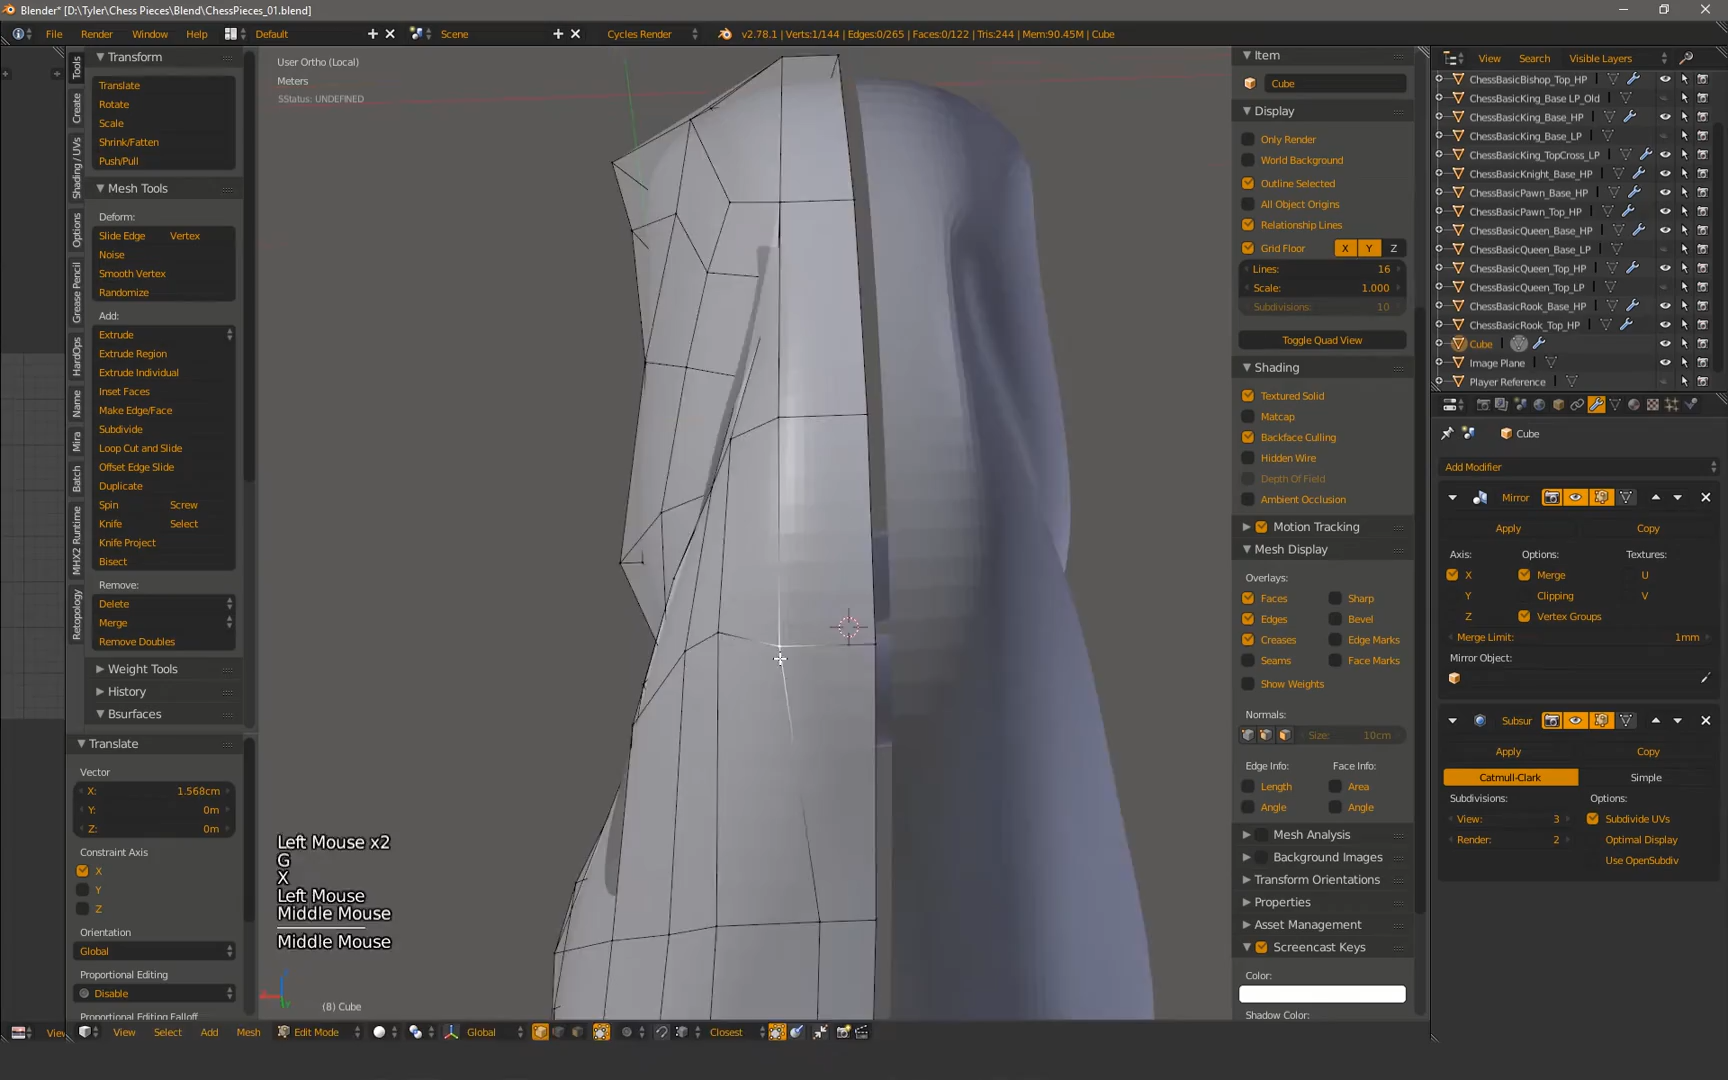 Blender* [D:\Tyler\Chess Pieces\Blend\ChessPieces_01.blend]
File Render Window Help Default Scene Cycles Render v2.78.1 | Verts:1/144 | Edges:0/265 | Faces:0/122 | Tris:244 | Mem:90.45M | Cube
Tools
Create
Shading / UVs
Options
Grease Pencil
HardOps
Name
Mira
Batch
MHX2 Runtime
Retopology
Transform
Translate
Rotate
Scale
Shrink/Fatten
Push/Pull
Mesh Tools
Deform:
Slide Edge Vertex
Noise
Smooth Vertex
Randomize
Add:
Extrude
Extrude Region
Extrude Individual
Inset Faces
Make Edge/Face
Subdivide
Loop Cut and Slide
Offset Edge Slide
Duplicate
Spin Screw
Knife Select
Knife Project
Bisect
Remove:
Delete
Merge
Remove Doubles
Weight Tools
History
Bsurfaces
Translate
Vector
X: 1.568cm
Y: 0m
Z: 0m
Constraint Axis
X
Y
Z
Orientation
Global
Proportional Editing
Disable
Proportional Editing Falloff
User Ortho (Local)
Meters
SStatus: UNDEFINED
Left Mouse x2
G
X
Left Mouse
Middle Mouse
Middle Mouse
(8) Cube
View Select Add Mesh Edit Mode Global Closest
Item
Cube
Display
Only Render
World Background
Outline Selected
All Object Origins
Relationship Lines
Grid Floor X Y Z
Lines: 16
Scale: 1.000
Subdivisions: 10
Toggle Quad View
Shading
Textured Solid
Matcap
Backface Culling
Hidden Wire
Depth Of Field
Ambient Occlusion
Motion Tracking
Mesh Display
Overlays:
Faces Sharp
Edges Bevel
Creases Edge Marks
Seams Face Marks
Show Weights
Normals:
Size: 10cm
Edge Info: Face Info:
Length Area
Angle Angle
Mesh Analysis
Background Images
Transform Orientations
Properties
Asset Management
Screencast Keys
Color:
Shadow Color:
View Search Visible Layers
ChessBasicBishop_Top_HP
ChessBasicKing_Base LP_Old
ChessBasicKing_Base_HP
ChessBasicKing_Base_LP
ChessBasicKing_TopCross_LP
ChessBasicKnight_Base_HP
ChessBasicPawn_Base_HP
ChessBasicPawn_Top_HP
ChessBasicQueen_Base_HP
ChessBasicQueen_Base_LP
ChessBasicQueen_Top_HP
ChessBasicQueen_Top_LP
ChessBasicRook_Base_HP
ChessBasicRook_Top_HP
Cube
Image Plane
Player Reference
Cube
Add Modifier
Mirror
Apply Copy
Axis: Options: Textures:
X Merge U
Y Clipping V
Z Vertex Groups
Merge Limit: 1mm
Mirror Object:
Subsur
Apply Copy
Catmull-Clark Simple
Subdivisions: Options:
View: 3 Subdivide UVs
Render: 2 Optimal Display
Use OpenSubdiv